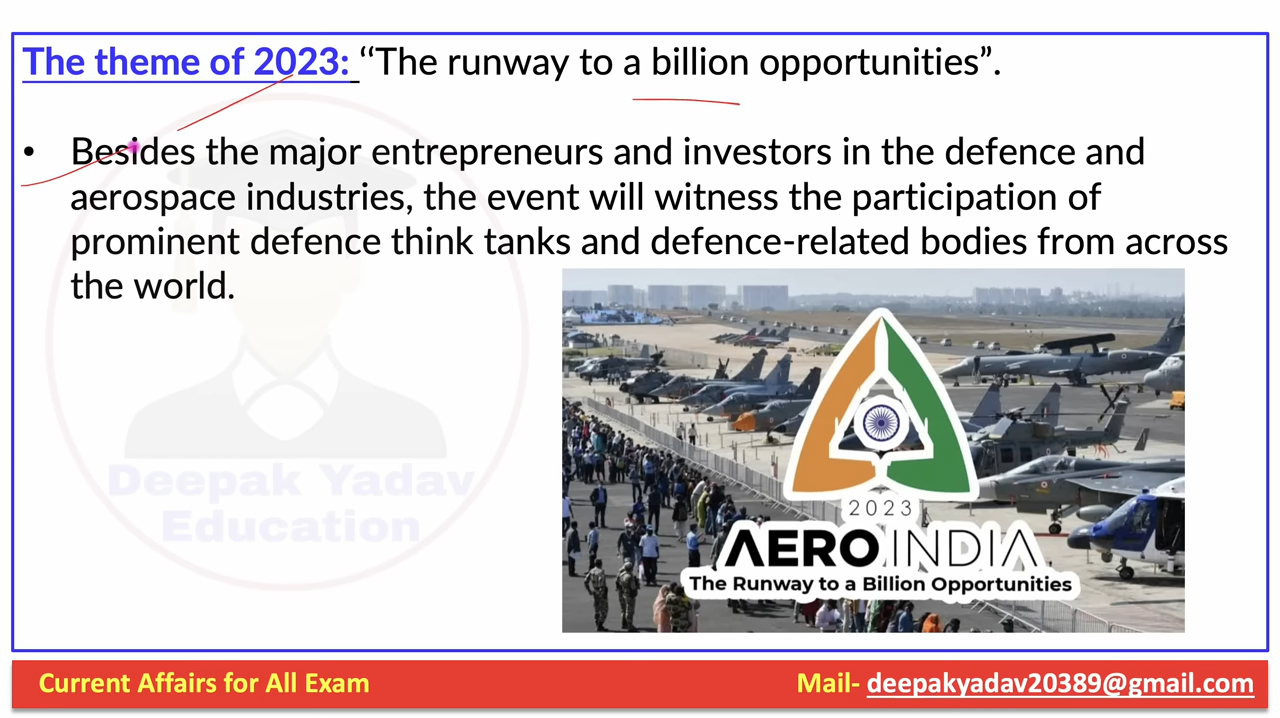 The theme of 2023: “The runway to a billion opportunities”.
• Besides the major entrepreneurs and investors in the defence and
aerospace industries, the event will witness the participation of
prominent defence think tanks and defence-related bodies from across
the world.
Deepak Yadav
Education
2023
AERO INDIA
The Runway to a Billion Opportunities
Current Affairs for All Exam
Mail- deepakyadav20389@gmail.com